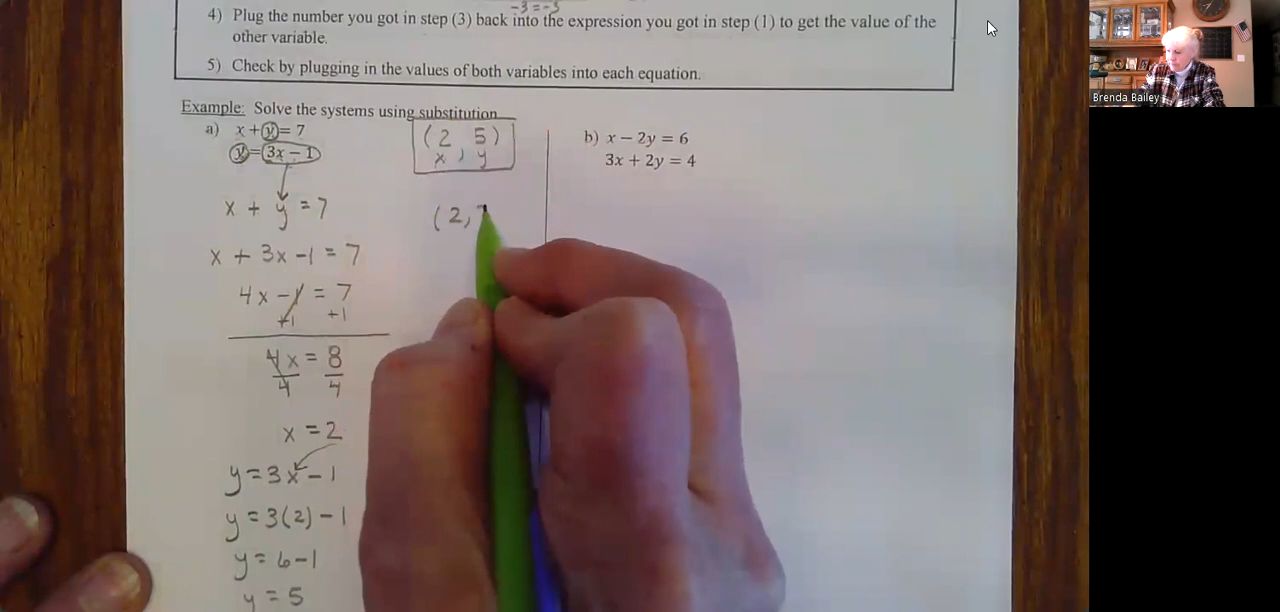 -3 = -3
4) Plug the number you got in step (3) back into the expression you got in step (1) to get the value of the
other variable.
5) Check by plugging in the values of both variables into each equation.
Example: Solve the systems using substitution
a) x + y = 7
y = 3x − 1
(2, 5)
x, y
x + y = 7
(2,
x + 3x - 1 = 7
4x - 1 = 7
+1 +1
4x = 8
4 4
x = 2
y = 3x - 1
y = 3(2) - 1
y = 6 - 1
y = 5
b) x − 2y = 6
3x + 2y = 4
Brenda Bailey